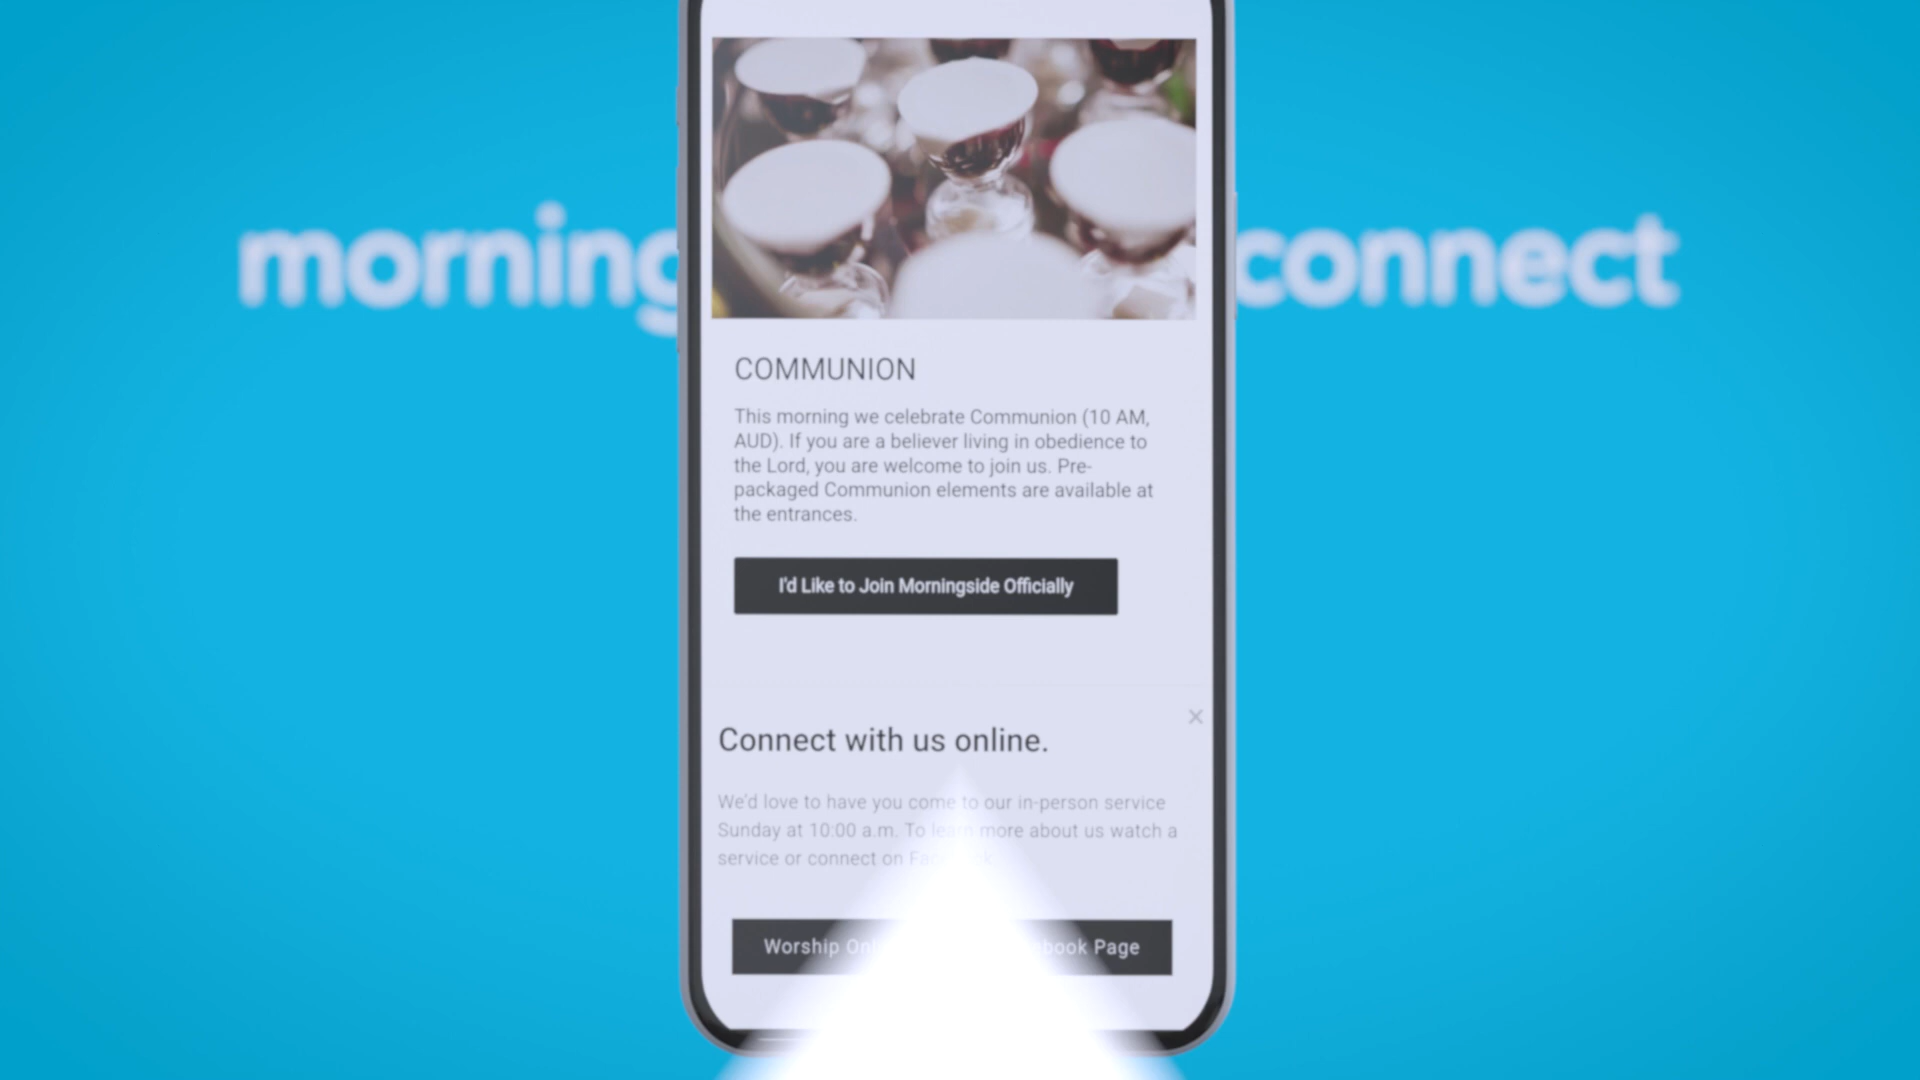 morning connect
COMMUNION
This morning we celebrate Communion (10 AM,
AUD). If you are a believer living in obedience to
the Lord, you are welcome to join us. Pre-
packaged Communion elements are available at
the entrances.
I'd Like to Join Morningside Officially
Connect with us online.
We'd love to have you come to our in-person service
Sunday at 10:00 a.m. To learn more about us watch a
service or connect on
Worship Page